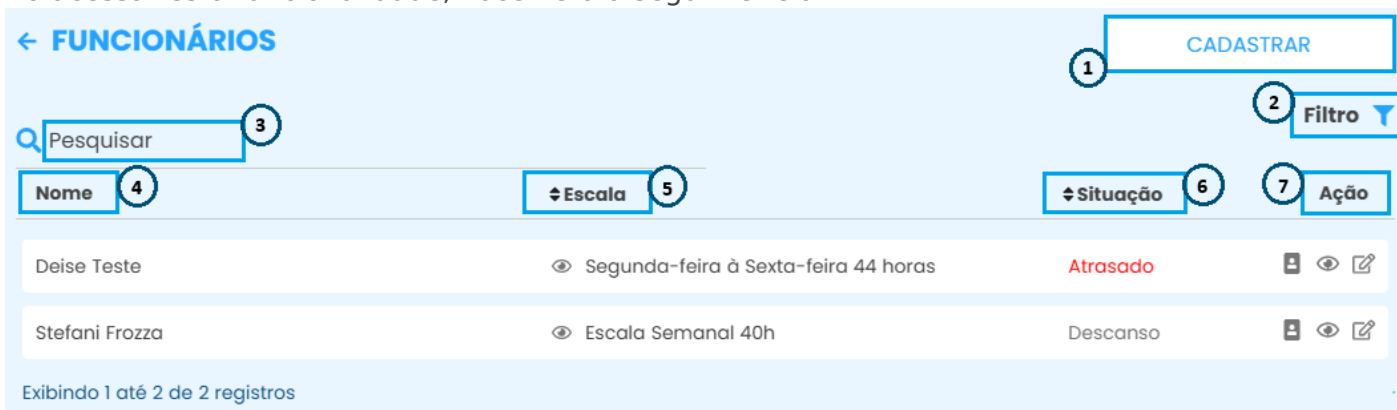 ← FUNCIONÁRIOS
CADASTRAR
1
2
Filtro
Pesquisar
3
Nome
4
Escala
5
Situação
6
7
Ação
Deise Teste
Segunda-feira à Sexta-feira 44 horas
Atrasado
Stefani Frozza
Escala Semanal 40h
Descanso
Exibindo 1 até 2 de 2 registros